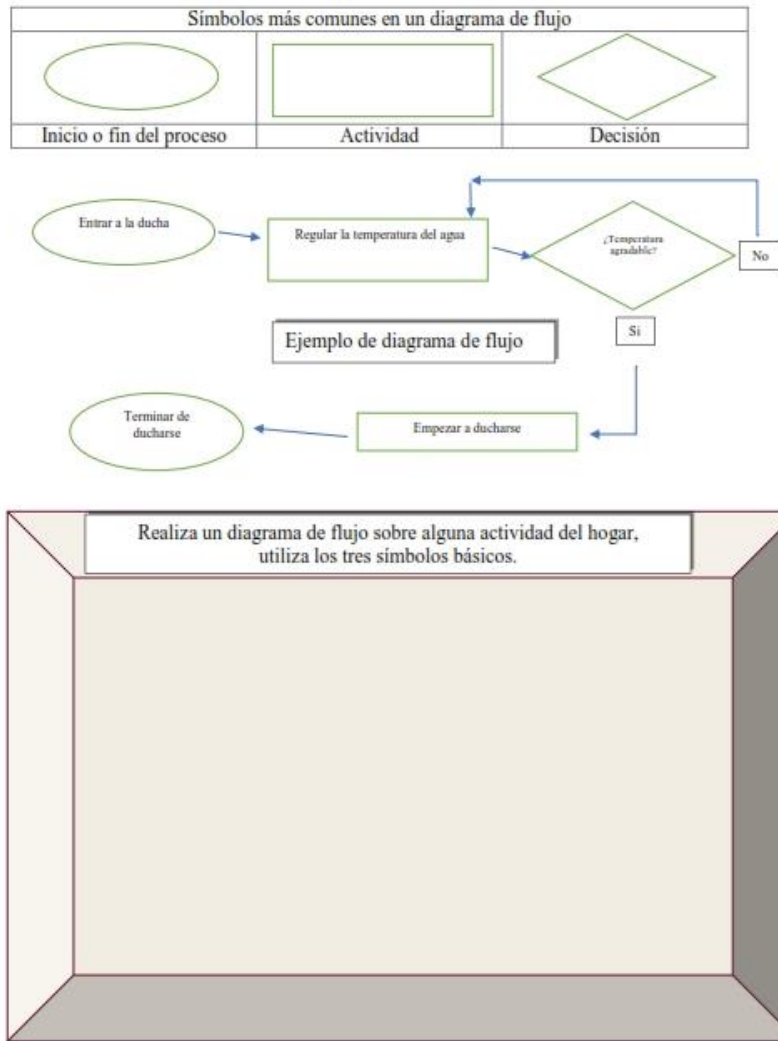 Símbolos más comunes en un diagrama de flujo
Inicio o fin del proceso
Actividad
Decisión
Entrar a la ducha
Regular la temperatura del agua
¿Temperatura
agradable?
No
Si
Ejemplo de diagrama de flujo
Terminar de
ducharse
Empezar a ducharse
Realiza un diagrama de flujo sobre alguna actividad del hogar,
utiliza los tres símbolos básicos.